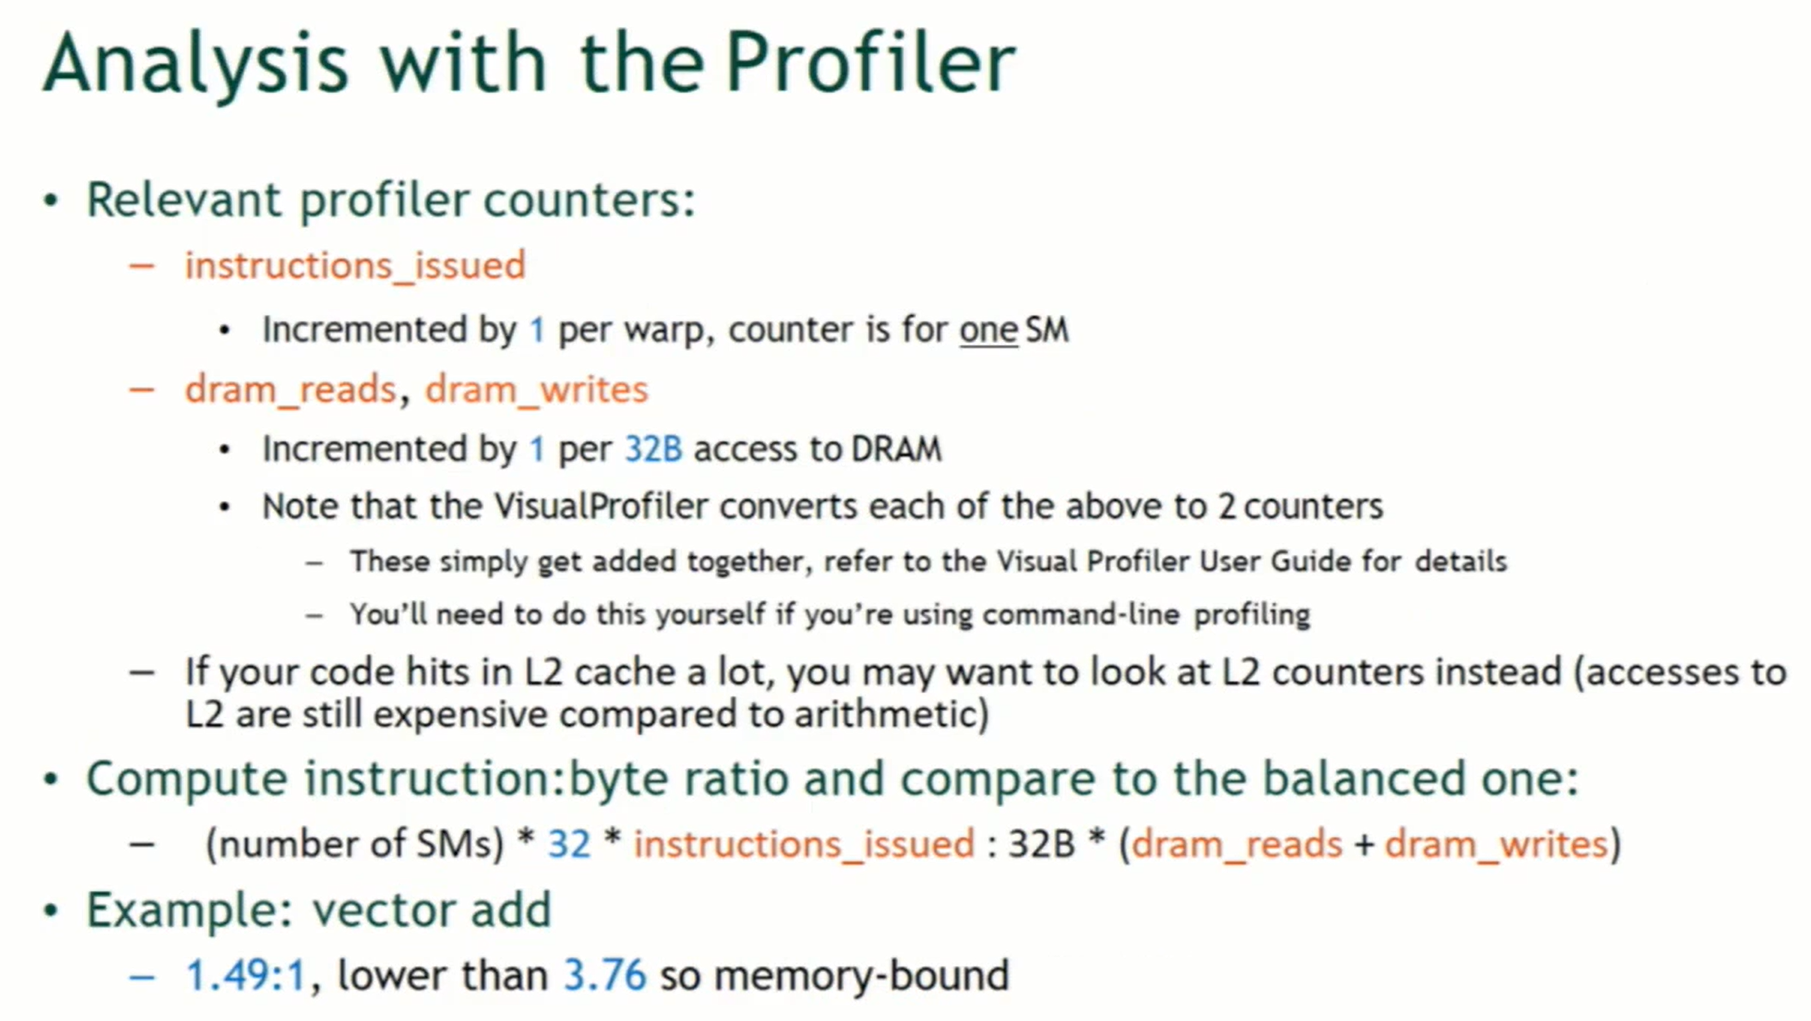 Analysis with the Profiler
• Relevant profiler counters:
– instructions_issued
• Incremented by 1 per warp, counter is for one SM
– dram_reads, dram_writes
• Incremented by 1 per 32B access to DRAM
• Note that the VisualProfiler converts each of the above to 2 counters
– These simply get added together, refer to the Visual Profiler User Guide for details
– You’ll need to do this yourself if you’re using command-line profiling
– If your code hits in L2 cache a lot, you may want to look at L2 counters instead (accesses to
L2 are still expensive compared to arithmetic)
• Compute instruction:byte ratio and compare to the balanced one:
– (number of SMs) * 32 * instructions_issued : 32B * (dram_reads + dram_writes)
• Example: vector add
– 1.49:1, lower than 3.76 so memory-bound